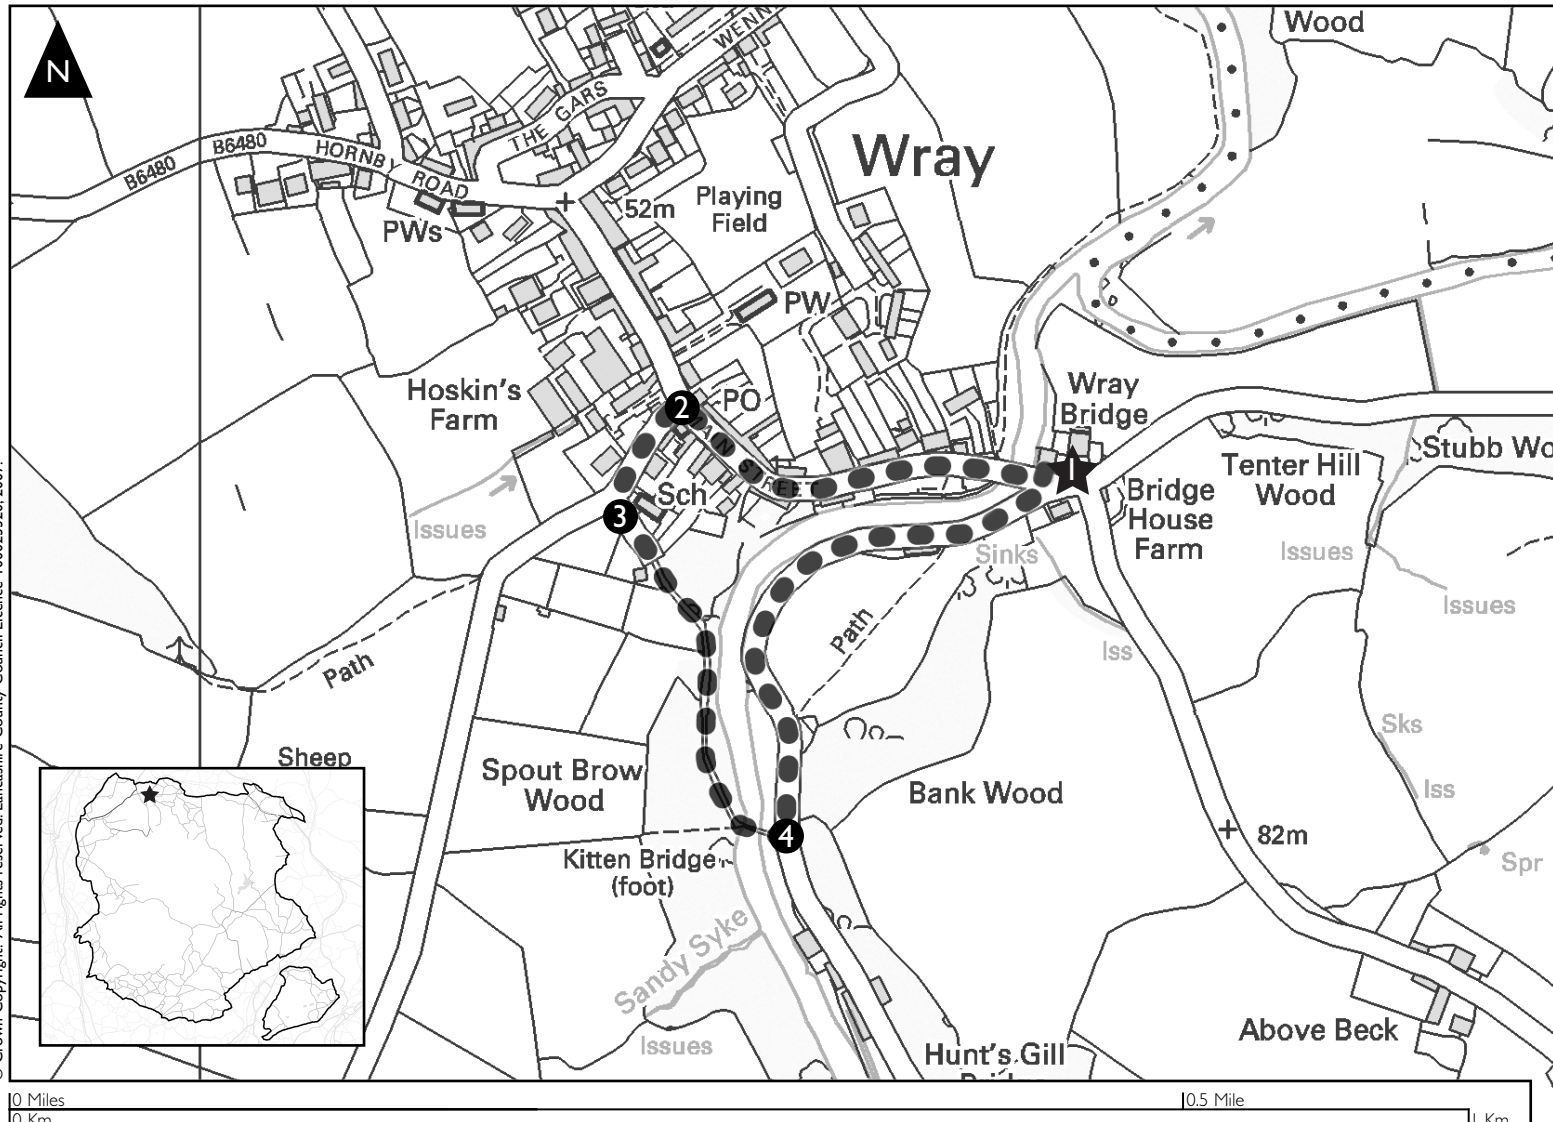 N
Wood
WENN
THE GARS
B6480
B6480
HORNBY ROAD
Wray
PWs
52m
Playing
Field
PW
Hoskin's
Farm
2
PO
MAIN STREET
Wray
Bridge
1
Stubb Wo
Tenter Hill
Wood
Bridge
House
Farm
Sch
3
Issues
Sinks
Issues
Issues
Path
Path
Iss
Sks
Sheep
Spout Brow
Wood
Bank Wood
Iss
4
82m
Kitten Bridge
(foot)
Spr
Sandy Syke
Issues
Above Beck
Hunt's Gill
0 Miles
0.5 Mile
0 Km
1 Km